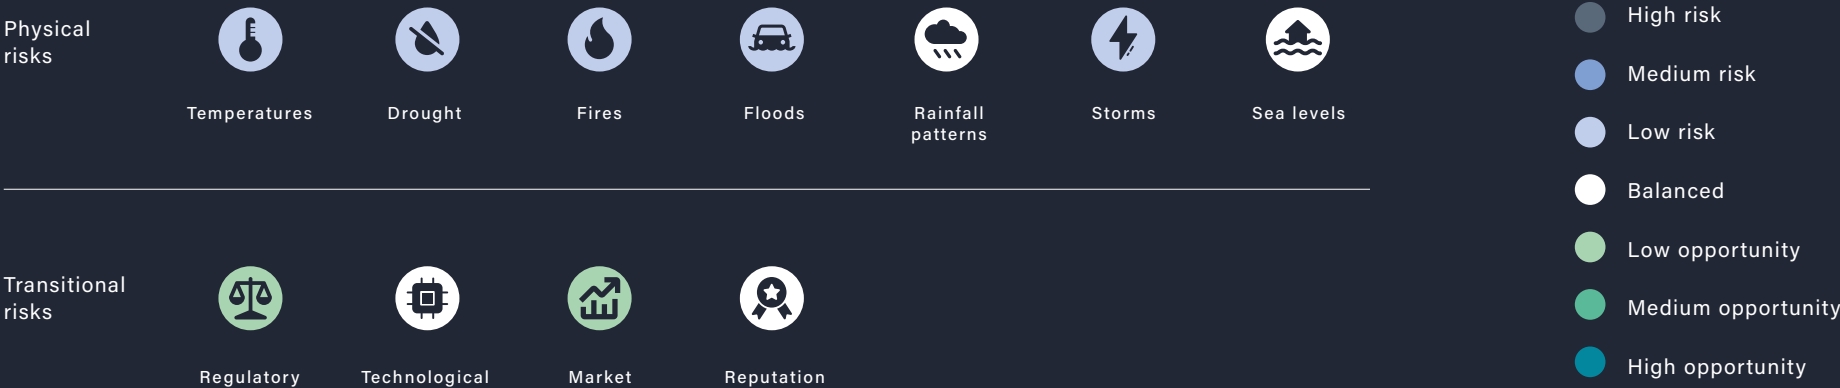 Physical
risks
Temperatures
Drought
Fires
Floods
Rainfall
patterns
Storms
Sea levels
Transitional
risks
Regulatory
Technological
Market
Reputation
High risk
Medium risk
Low risk
Balanced
Low opportunity
Medium opportunity
High opportunity